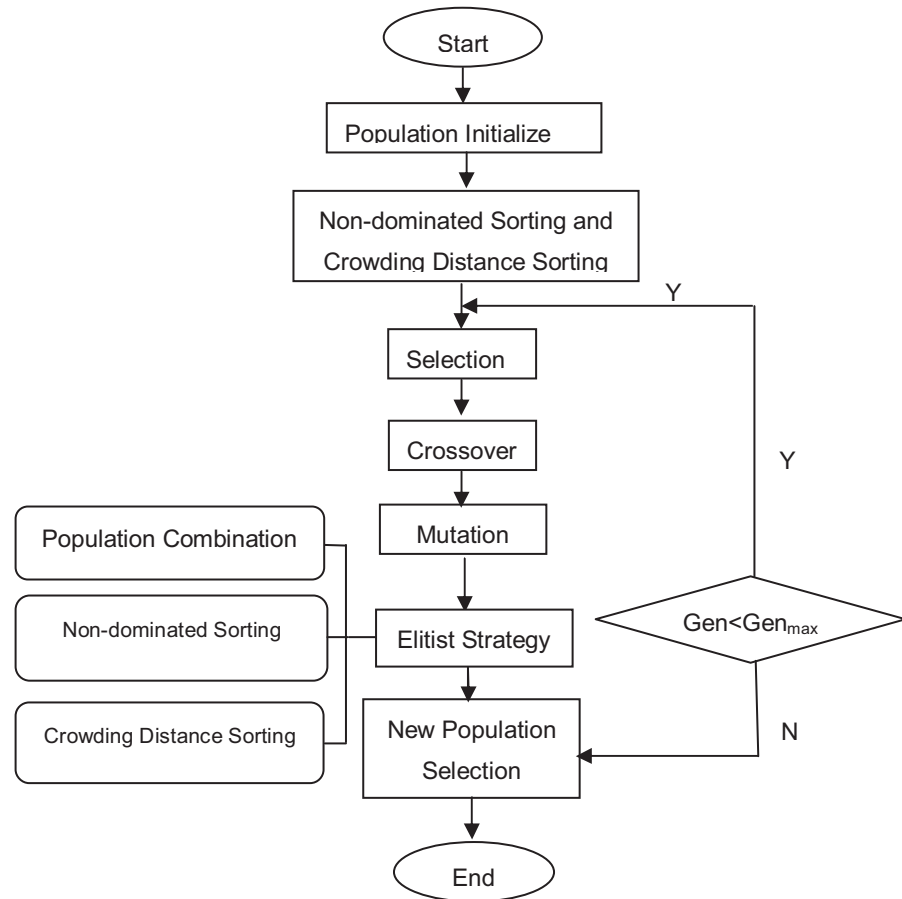 Start
Population Initialize
Non-dominated Sorting and
Crowding Distance Sorting
Y
Selection
Crossover
Y
Mutation
Population Combination
Non-dominated Sorting
Elitist Strategy
Gen<Genmax
Crowding Distance Sorting
New Population
Selection
N
End